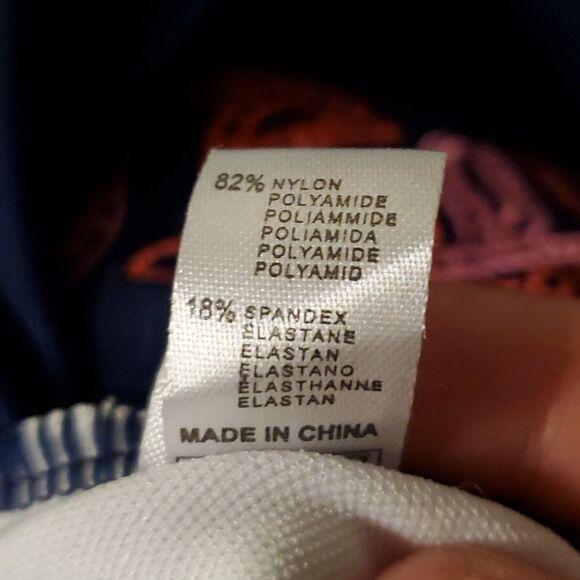 82% NYLON
POLYAMIDE
POLIAMMIDE
POLIAMIDA
POLYAMIDE
POLYAMID
18% SPANDEX
ELASTANE
ELASTAN
ELASTANO
ELASTHANNE
ELASTAN
MADE IN CHINA